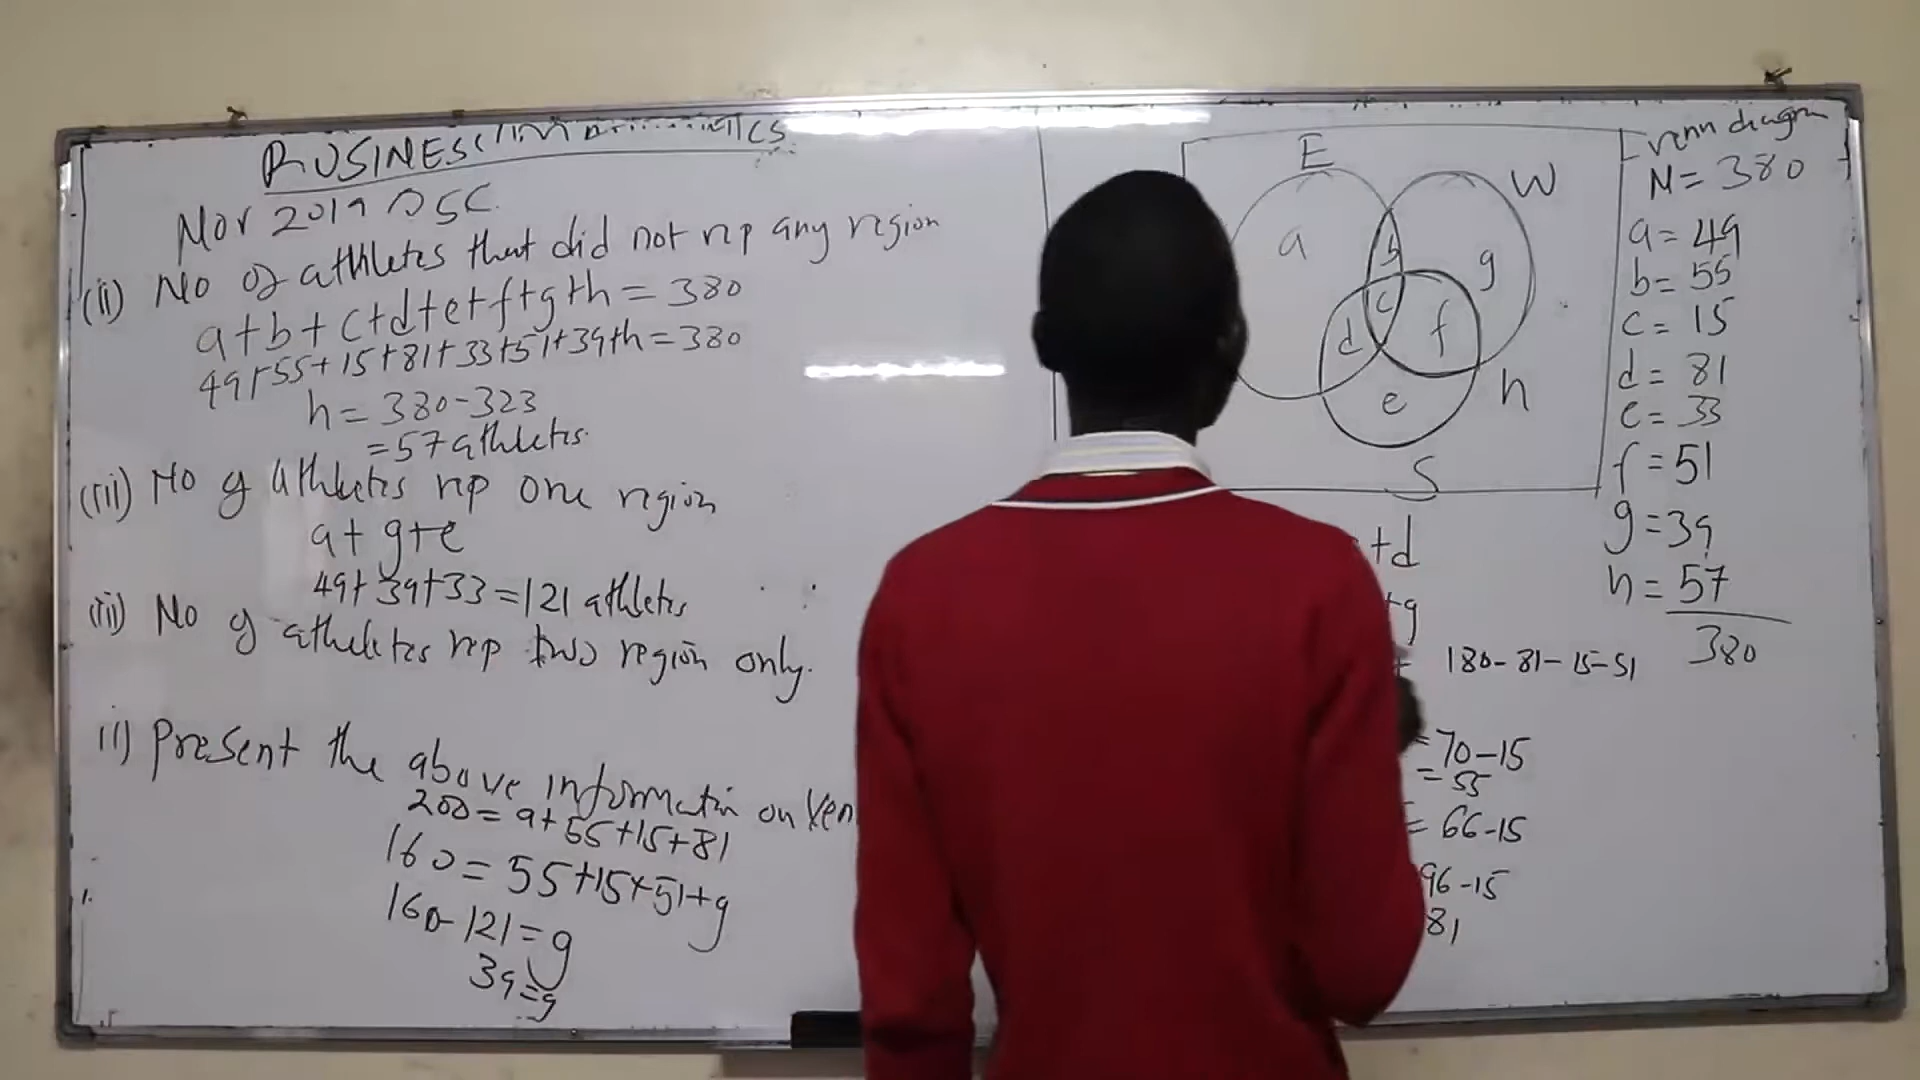 BUSINESS
Nov 2019 DSC
(ii) No of athletes that did not rep any region
a+b+c+d+e+f+g+h=380
49+55+15+81+33+51+39+h=380
h=380-323
=57 athletes.
(iii) No of athletes rep one region
a+g+e
49+39+33=121 athletes
(iii) No of atheletes rep two region only.
ii) Present the above information on Ven
200=a+55+15+81
160=55+15+51+g
160-121=g
39=g
E
W
a
b
g
c
d
f
e
h
S
+d
+g
180-81-15-51
=70-15
=55
=66-15
96-15
81
venn diagram
N=380
a=49
b=55
c=15
d=81
e=33
f=51
g=39
h=57
380